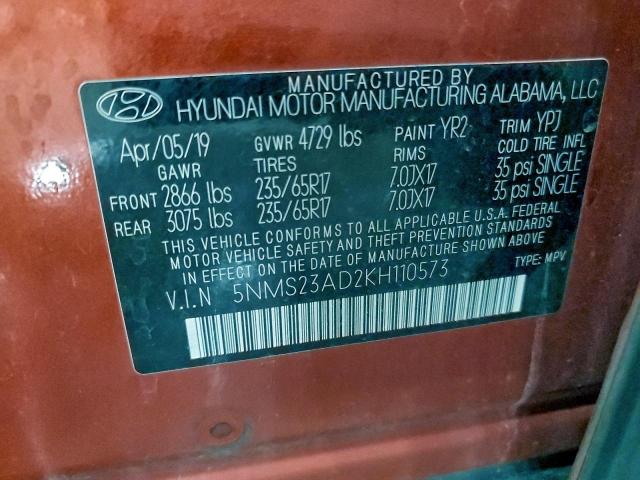 MANUFACTURED BY
HYUNDAI MOTOR MANUFACTURING ALABAMA, LLC
Apr/05/19 GVWR 4729 lbs PAINT YR2 TRIM YPJ
GAWR TIRES RIMS COLD TIRE INFL
FRONT 2866 lbs 235/65R17 7.0JX17 35 psi SINGLE
REAR 3075 lbs 235/65R17 7.0JX17 35 psi SINGLE
THIS VEHICLE CONFORMS TO ALL APPLICABLE U.S.A. FEDERAL
MOTOR VEHICLE SAFETY AND THEFT PREVENTION STANDARDS
IN EFFECT ON THE DATE OF MANUFACTURE SHOWN ABOVE
V.I.N 5NMS23AD2KH110573 TYPE: MPV